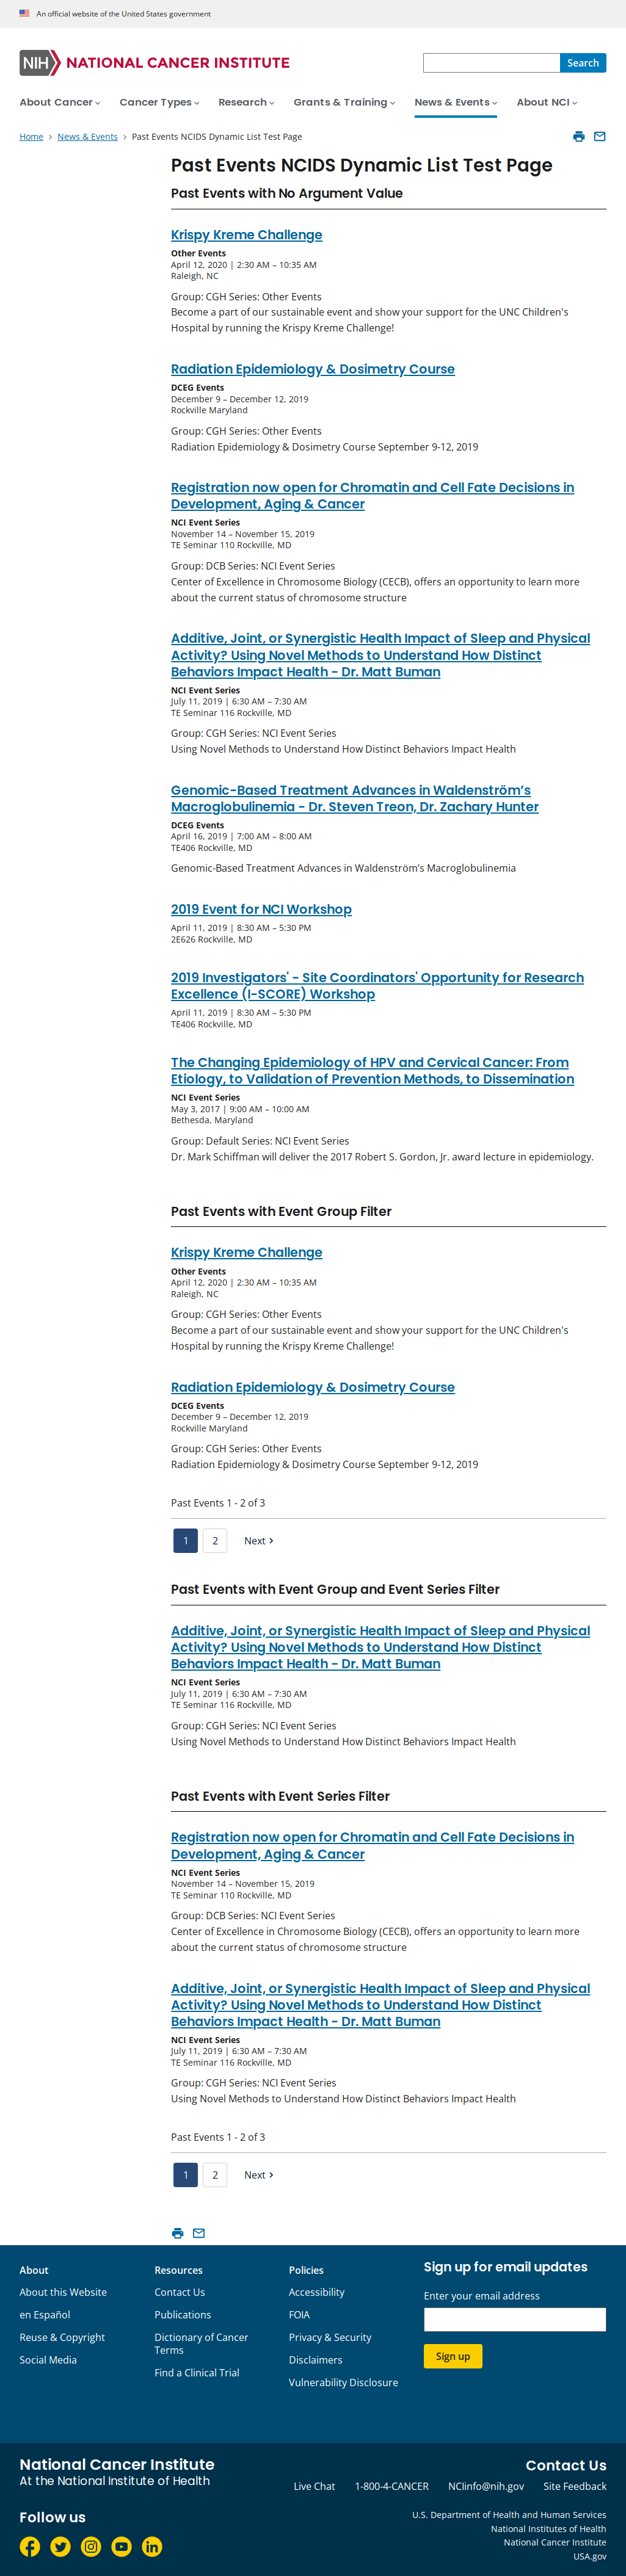 An official website of the United States government
NIH NATIONAL CANCER INSTITUTE
Search
About Cancer
Cancer Types
Research
Grants & Training
News & Events
About NCI
Home
News & Events
Past Events NCIDS Dynamic List Test Page
Past Events NCIDS Dynamic List Test Page
Past Events with No Argument Value
Krispy Kreme Challenge
Other Events
April 12, 2020 | 2:30 AM – 10:35 AM
Raleigh, NC
Group: CGH Series: Other Events
Become a part of our sustainable event and show your support for the UNC Children's
Hospital by running the Krispy Kreme Challenge!
Radiation Epidemiology & Dosimetry Course
DCEG Events
December 9 – December 12, 2019
Rockville Maryland
Group: CGH Series: Other Events
Radiation Epidemiology & Dosimetry Course September 9-12, 2019
Registration now open for Chromatin and Cell Fate Decisions in
Development, Aging & Cancer
NCI Event Series
November 14 – November 15, 2019
TE Seminar 110 Rockville, MD
Group: DCB Series: NCI Event Series
Center of Excellence in Chromosome Biology (CECB), offers an opportunity to learn more
about the current status of chromosome structure
Additive, Joint, or Synergistic Health Impact of Sleep and Physical
Activity? Using Novel Methods to Understand How Distinct
Behaviors Impact Health - Dr. Matt Buman
NCI Event Series
July 11, 2019 | 6:30 AM – 7:30 AM
TE Seminar 116 Rockville, MD
Group: CGH Series: NCI Event Series
Using Novel Methods to Understand How Distinct Behaviors Impact Health
Genomic-Based Treatment Advances in Waldenström’s
Macroglobulinemia - Dr. Steven Treon, Dr. Zachary Hunter
DCEG Events
April 16, 2019 | 7:00 AM – 8:00 AM
TE406 Rockville, MD
Genomic-Based Treatment Advances in Waldenström’s Macroglobulinemia
2019 Event for NCI Workshop
April 11, 2019 | 8:30 AM – 5:30 PM
2E626 Rockville, MD
2019 Investigators' - Site Coordinators' Opportunity for Research
Excellence (I-SCORE) Workshop
April 11, 2019 | 8:30 AM – 5:30 PM
TE406 Rockville, MD
The Changing Epidemiology of HPV and Cervical Cancer: From
Etiology, to Validation of Prevention Methods, to Dissemination
NCI Event Series
May 3, 2017 | 9:00 AM – 10:00 AM
Bethesda, Maryland
Group: Default Series: NCI Event Series
Dr. Mark Schiffman will deliver the 2017 Robert S. Gordon, Jr. award lecture in epidemiology.
Past Events with Event Group Filter
Krispy Kreme Challenge
Other Events
April 12, 2020 | 2:30 AM – 10:35 AM
Raleigh, NC
Group: CGH Series: Other Events
Become a part of our sustainable event and show your support for the UNC Children's
Hospital by running the Krispy Kreme Challenge!
Radiation Epidemiology & Dosimetry Course
DCEG Events
December 9 – December 12, 2019
Rockville Maryland
Group: CGH Series: Other Events
Radiation Epidemiology & Dosimetry Course September 9-12, 2019
Past Events 1 - 2 of 3
1 2 Next
Past Events with Event Group and Event Series Filter
Additive, Joint, or Synergistic Health Impact of Sleep and Physical
Activity? Using Novel Methods to Understand How Distinct
Behaviors Impact Health - Dr. Matt Buman
NCI Event Series
July 11, 2019 | 6:30 AM – 7:30 AM
TE Seminar 116 Rockville, MD
Group: CGH Series: NCI Event Series
Using Novel Methods to Understand How Distinct Behaviors Impact Health
Past Events with Event Series Filter
Registration now open for Chromatin and Cell Fate Decisions in
Development, Aging & Cancer
NCI Event Series
November 14 – November 15, 2019
TE Seminar 110 Rockville, MD
Group: DCB Series: NCI Event Series
Center of Excellence in Chromosome Biology (CECB), offers an opportunity to learn more
about the current status of chromosome structure
Additive, Joint, or Synergistic Health Impact of Sleep and Physical
Activity? Using Novel Methods to Understand How Distinct
Behaviors Impact Health - Dr. Matt Buman
NCI Event Series
July 11, 2019 | 6:30 AM – 7:30 AM
TE Seminar 116 Rockville, MD
Group: CGH Series: NCI Event Series
Using Novel Methods to Understand How Distinct Behaviors Impact Health
Past Events 1 - 2 of 3
1 2 Next
About
About this Website
en Español
Reuse & Copyright
Social Media
Resources
Contact Us
Publications
Dictionary of Cancer
Terms
Find a Clinical Trial
Policies
Accessibility
FOIA
Privacy & Security
Disclaimers
Vulnerability Disclosure
Sign up for email updates
Enter your email address
Sign up
National Cancer Institute
At the National Institute of Health
Follow us
Contact Us
Live Chat
1-800-4-CANCER
NCIinfo@nih.gov
Site Feedback
U.S. Department of Health and Human Services
National Institutes of Health
National Cancer Institute
USA.gov